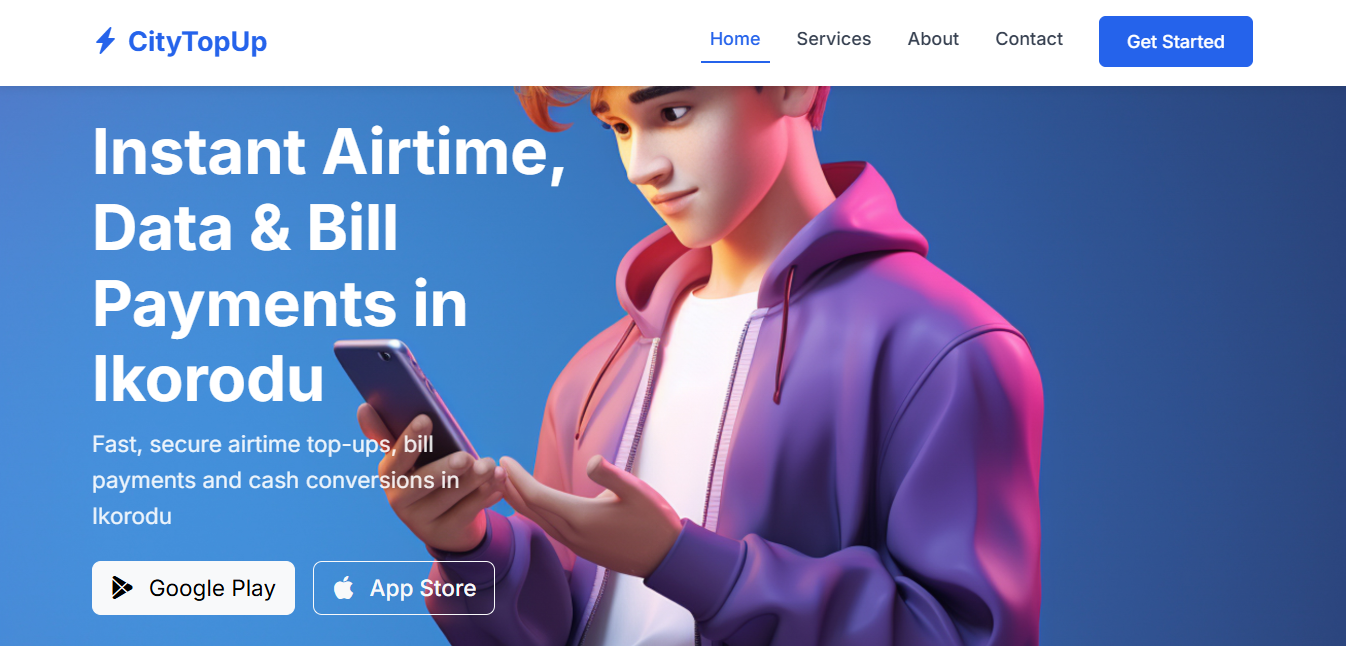 CityTopUp
Home
Services
About
Contact
Get Started
Instant Airtime,
Data & Bill
Payments in
Ikorodu
Fast, secure airtime top-ups, bill
payments and cash conversions in
Ikorodu
Google Play
App Store